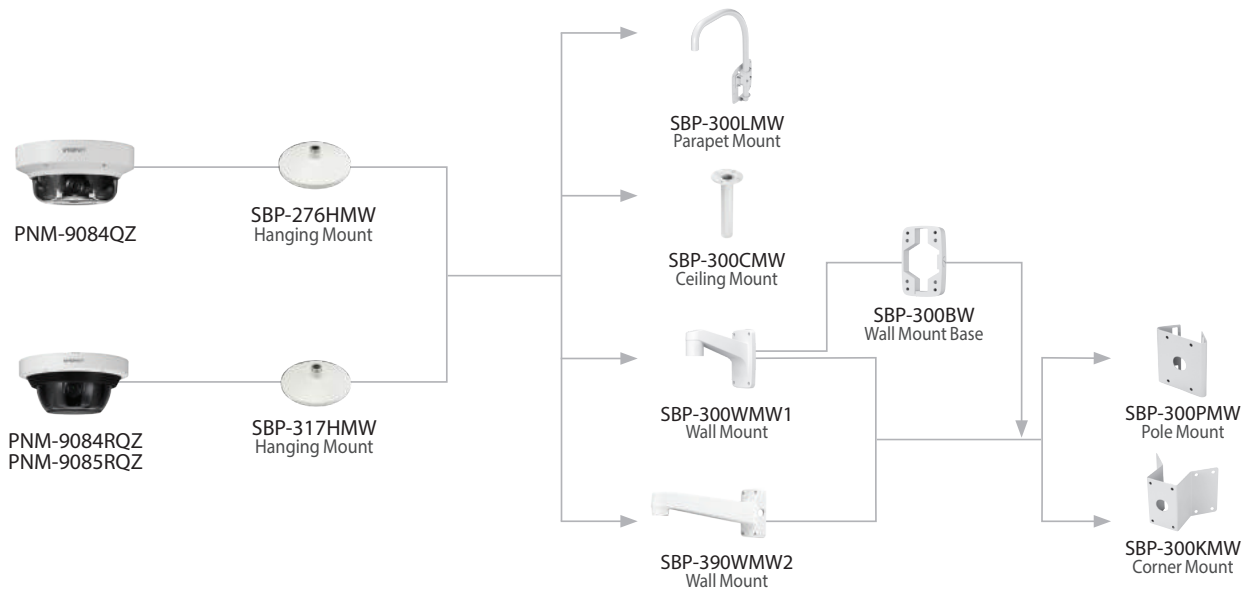 SBP-300LMW
Parapet Mount
PNM-9084QZ
SBP-276HMW
Hanging Mount
SBP-300CMW
Ceiling Mount
SBP-300BW
Wall Mount Base
SBP-300WMW1
Wall Mount
SBP-300PMW
Pole Mount
PNM-9084RQZ
PNM-9085RQZ
SBP-317HMW
Hanging Mount
SBP-390WMW2
Wall Mount
SBP-300KMW
Corner Mount